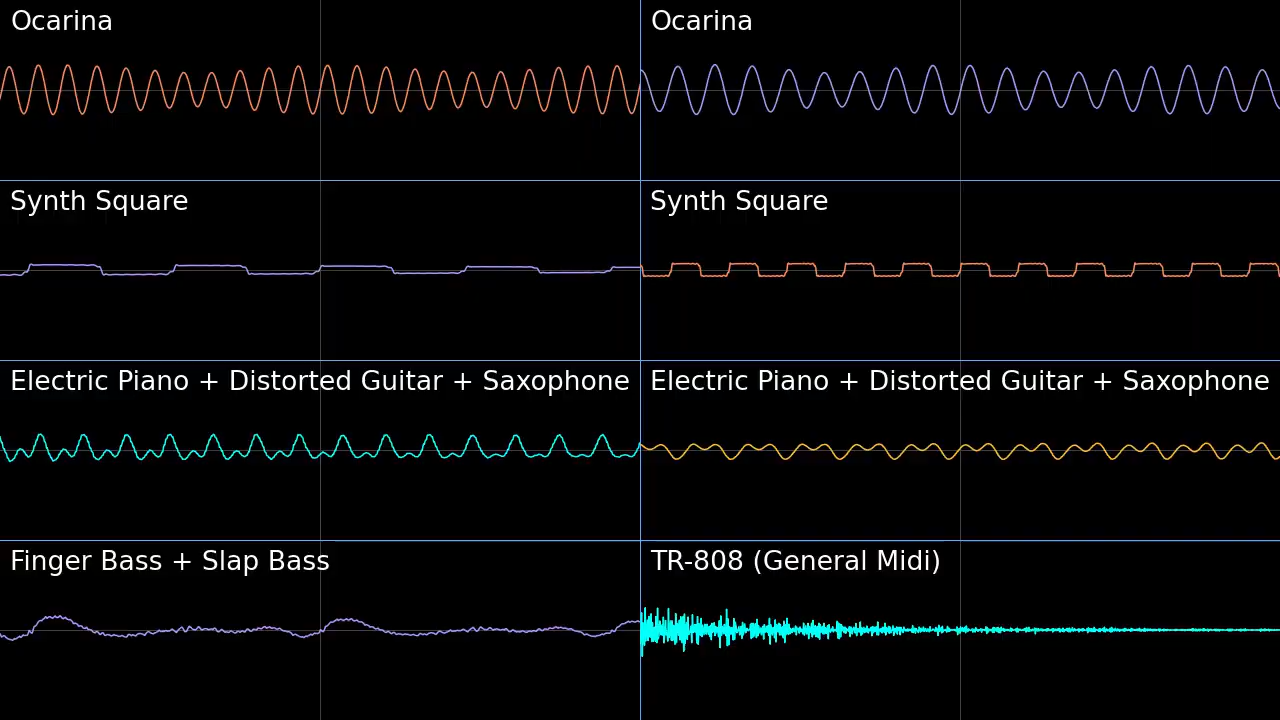 Ocarina
Ocarina
Synth Square
Synth Square
Electric Piano + Distorted Guitar + Saxophone
Electric Piano + Distorted Guitar + Saxophone
Finger Bass + Slap Bass
TR-808 (General Midi)